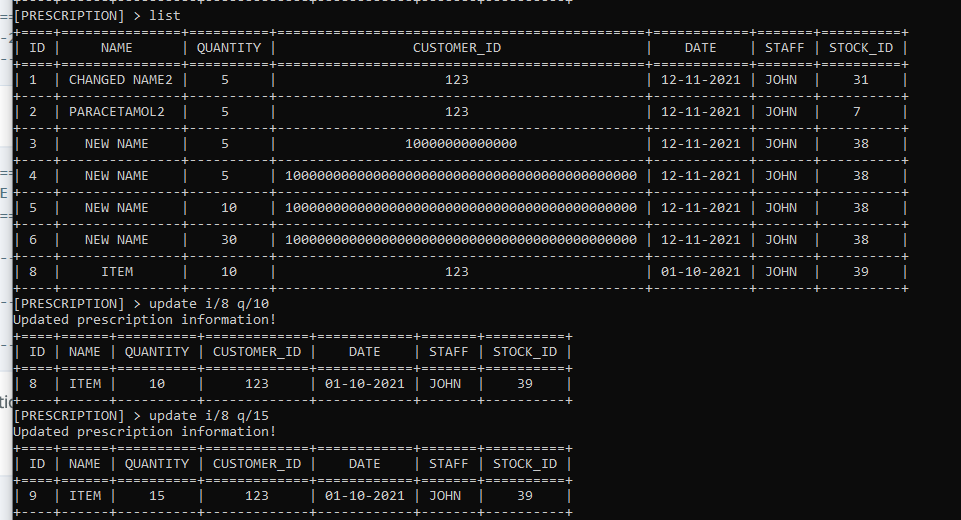 [PRESCRIPTION] > list
| ID | NAME | QUANTITY | CUSTOMER_ID | DATE | STAFF | STOCK_ID |
| 1 | CHANGED NAME2 | 5 | 123 | 12-11-2021 | JOHN | 31 |
| 2 | PARACETAMOL2 | 5 | 123 | 12-11-2021 | JOHN | 7 |
| 3 | NEW NAME | 5 | 10000000000000 | 12-11-2021 | JOHN | 38 |
| 4 | NEW NAME | 5 | 10000000000000000000000000000000000000000000 | 12-11-2021 | JOHN | 38 |
| 5 | NEW NAME | 10 | 10000000000000000000000000000000000000000000 | 12-11-2021 | JOHN | 38 |
| 6 | NEW NAME | 30 | 10000000000000000000000000000000000000000000 | 12-11-2021 | JOHN | 38 |
| 8 | ITEM | 10 | 123 | 01-10-2021 | JOHN | 39 |
[PRESCRIPTION] > update i/8 q/10
Updated prescription information!
| ID | NAME | QUANTITY | CUSTOMER_ID | DATE | STAFF | STOCK_ID |
| 8 | ITEM | 10 | 123 | 01-10-2021 | JOHN | 39 |
[PRESCRIPTION] > update i/8 q/15
Updated prescription information!
| ID | NAME | QUANTITY | CUSTOMER_ID | DATE | STAFF | STOCK_ID |
| 9 | ITEM | 15 | 123 | 01-10-2021 | JOHN | 39 |